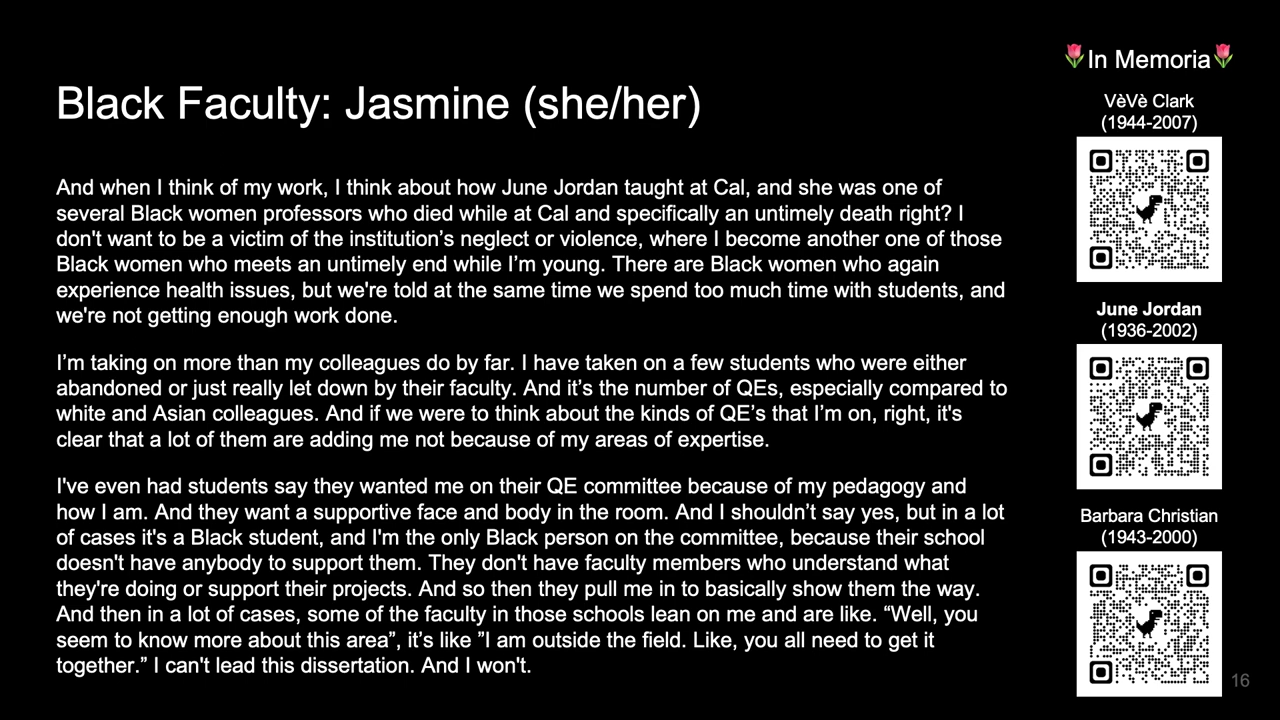 🌷In Memoria🌷
Black Faculty: Jasmine (she/her)
And when I think of my work, I think about how June Jordan taught at Cal, and she was one of
several Black women professors who died while at Cal and specifically an untimely death right? I
don't want to be a victim of the institution’s neglect or violence, where I become another one of those
Black women who meets an untimely end while I’m young. There are Black women who again
experience health issues, but we're told at the same time we spend too much time with students, and
we're not getting enough work done.
I’m taking on more than my colleagues do by far. I have taken on a few students who were either
abandoned or just really let down by their faculty. And it’s the number of QEs, especially compared to
white and Asian colleagues. And if we were to think about the kinds of QE’s that I’m on, right, it's
clear that a lot of them are adding me not because of my areas of expertise.
I've even had students say they wanted me on their QE committee because of my pedagogy and
how I am. And they want a supportive face and body in the room. And I shouldn’t say yes, but in a lot
of cases it's a Black student, and I'm the only Black person on the committee, because their school
doesn't have anybody to support them. They don't have faculty members who understand what
they're doing or support their projects. And so then they pull me in to basically show them the way.
And then in a lot of cases, some of the faculty in those schools lean on me and are like. “Well, you
seem to know more about this area”, it’s like ”I am outside the field. Like, you all need to get it
together.” I can't lead this dissertation. And I won't.
VèVè Clark
(1944-2007)
June Jordan
(1936-2002)
Barbara Christian
(1943-2000)
16